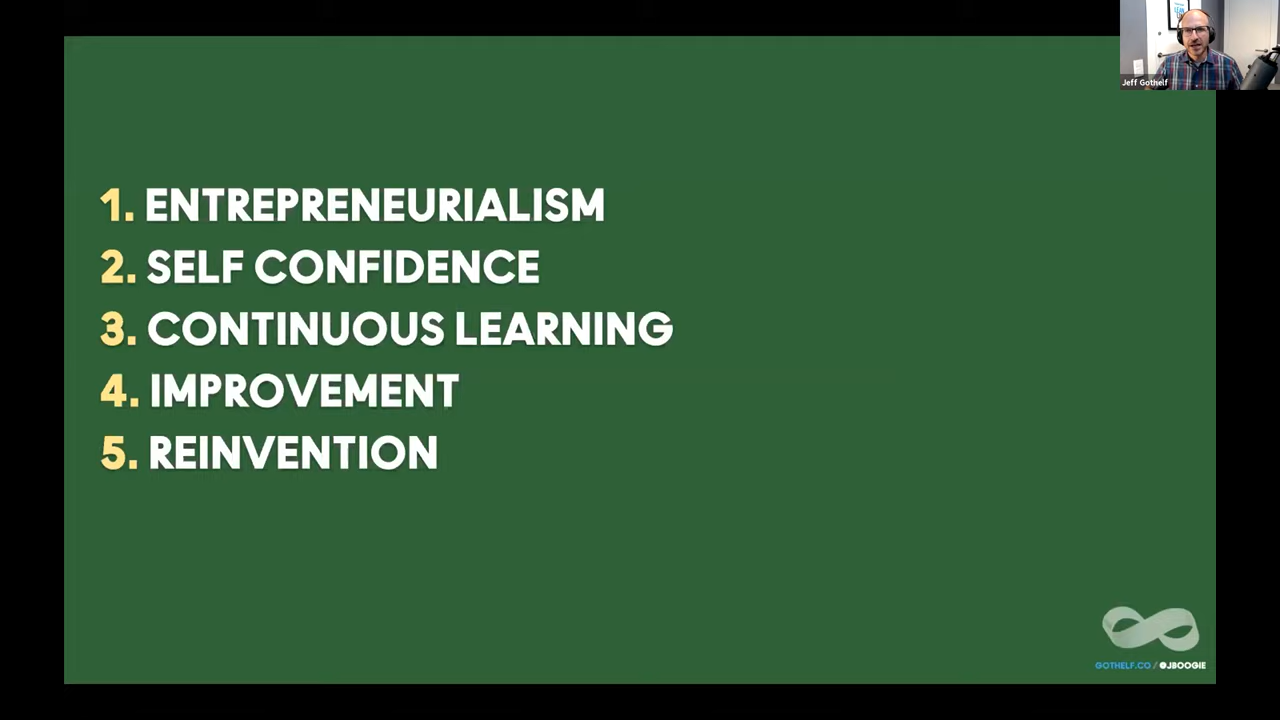 Jeff Gothelf
1. ENTREPRENEURIALISM
2. SELF CONFIDENCE
3. CONTINUOUS LEARNING
4. IMPROVEMENT
5. REINVENTION
GOTHELF.CO / @JBOOGIE